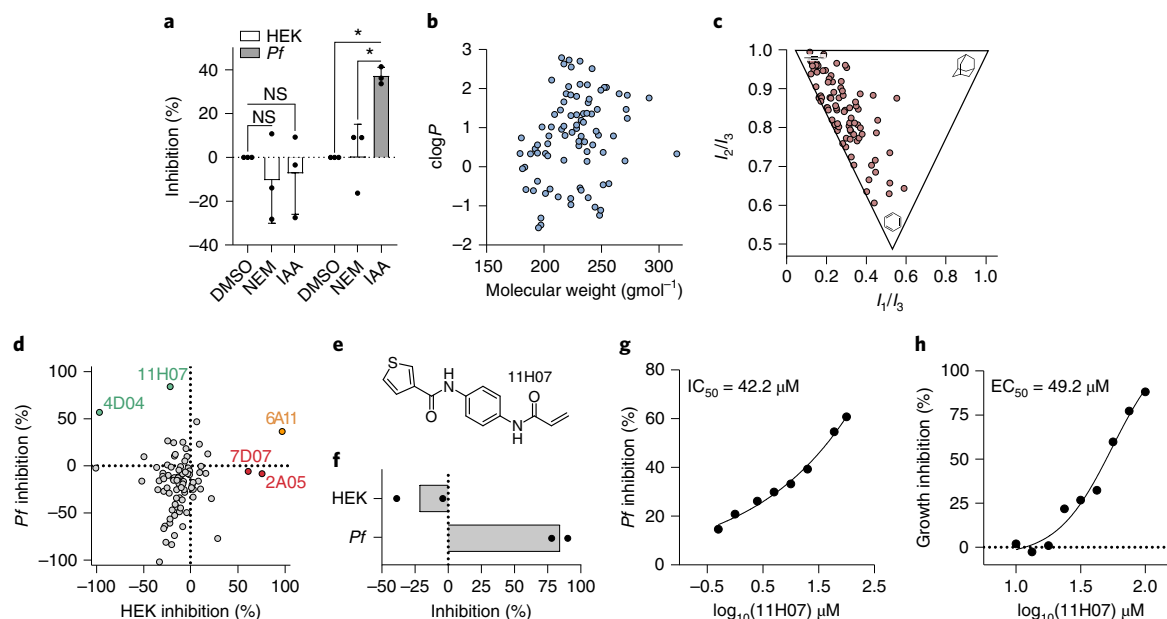 a
HEK
Pf
*
*
NS
NS
Inhibition (%)
40
20
0
−20
−40
DMSO
NEM
IAA
DMSO
NEM
IAA
b
clogP
3
2
1
0
−1
−2
150
200
250
300
Molecular weight (gmol−1)
c
I2/I3
1.0
0.9
0.8
0.7
0.6
0.5
0
0.2
0.4
0.6
0.8
1.0
I1/I3
d
Pf inhibition (%)
100
50
0
−50
−100
11H07
4D04
6A11
7D07
2A05
−100
0
100
HEK inhibition (%)
e
S
H
N
O
O
N
H
11H07
f
HEK
Pf
−50
0
50
100
Inhibition (%)
g
IC50 = 42.2 μM
Pf inhibition (%)
80
60
40
20
0
−0.5
0.5
1.5
2.5
log10(11H07) μM
h
EC50 = 49.2 μM
Growth inhibition (%)
100
75
50
25
0
1.0
1.5
2.0
log10(11H07) μM